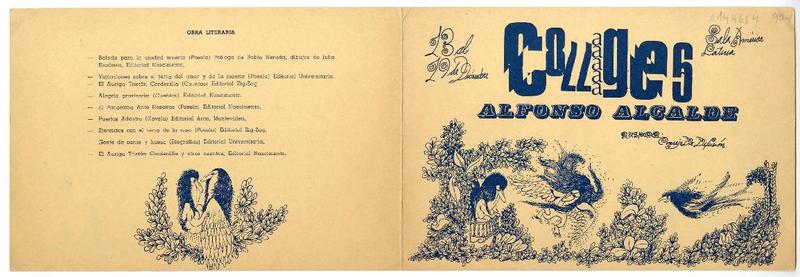 OBRA LITERARIA
— Balada para la ciudad muerta (Poesía) Prólogo de Pablo Neruda, dibujos de Julio
Escámez, Editorial Nascimento.
— Variaciones sobre el tema del amor y de la muerte (Poesía) Editorial Universitaria.
— El Auriga Tristán Cardenilla (Cuentos) Editorial Zig-Zag
— Alegría provisoria (Cuentos) Editorial Nascimento.
— El Panorama Ante Nosotros (Poesía) Editorial Nascimento.
— Puertas Adentro (Novela) Editorial Arca, Montevideo.
— Ejercicios con el tema de la rosa (Poesía) Editorial Zig-Zag.
Gente de carne y hueso (Biografías) Editorial Universitaria.
— El Auriga Tristán Cardenilla y otros cuentos, Editorial Nascimento.
13 al
29 de Diciembre
Collages
Sala América
Latina
ALFONSO ALCALDE